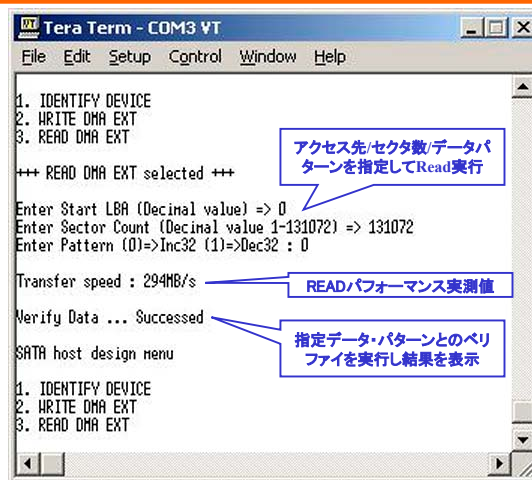 Tera Term - COM3 VT
File Edit Setup Control Window Help
1. IDENTIFY DEVICE
2. WRITE DMA EXT
3. READ DMA EXT
アクセス先/セクタ数/データパ
ターンを指定してRead実行
+++ READ DMA EXT selected +++
Enter Start LBA (Decimal value) => 0
Enter Sector Count (Decimal value 1-131072) => 131072
Enter Pattern (0)=>Inc32 (1)=>Dec32 : 0
Transfer speed : 294MB/s
READパフォーマンス実測値
Verify Data ... Successed
指定データ・パターンとのベリ
ファイを実行し結果を表示
SATA host design menu
1. IDENTIFY DEVICE
2. WRITE DMA EXT
3. READ DMA EXT